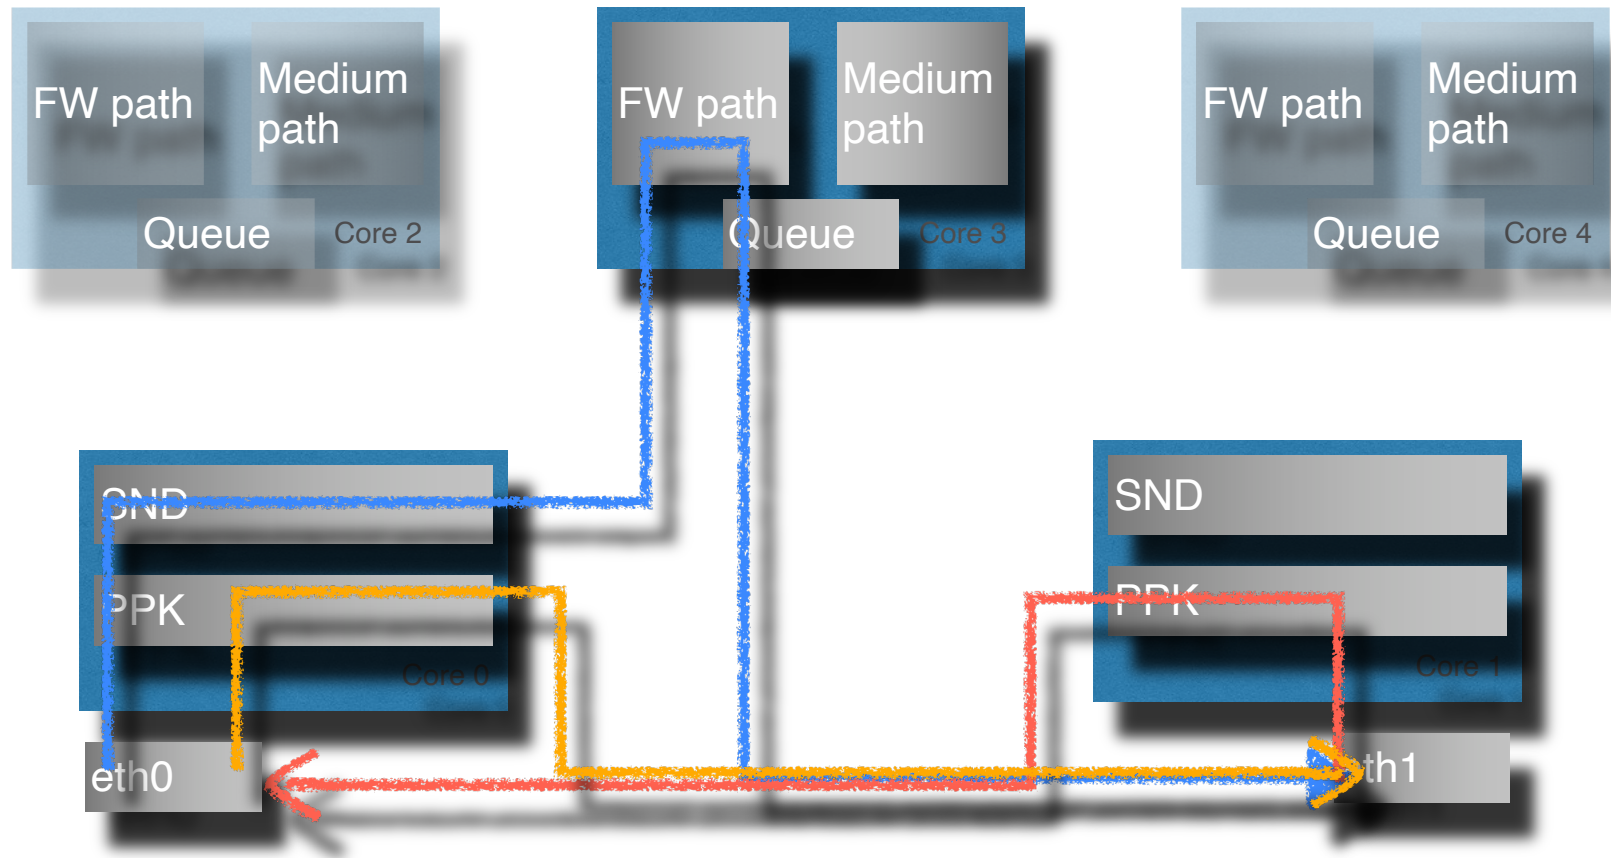 FW path
Medium
path
Queue
Core 2
FW path
Medium
path
Queue
Core 3
FW path
Medium
path
Queue
Core 4
SND
PPK
Core 0
eth0
SND
PPK
Core 1
eth1